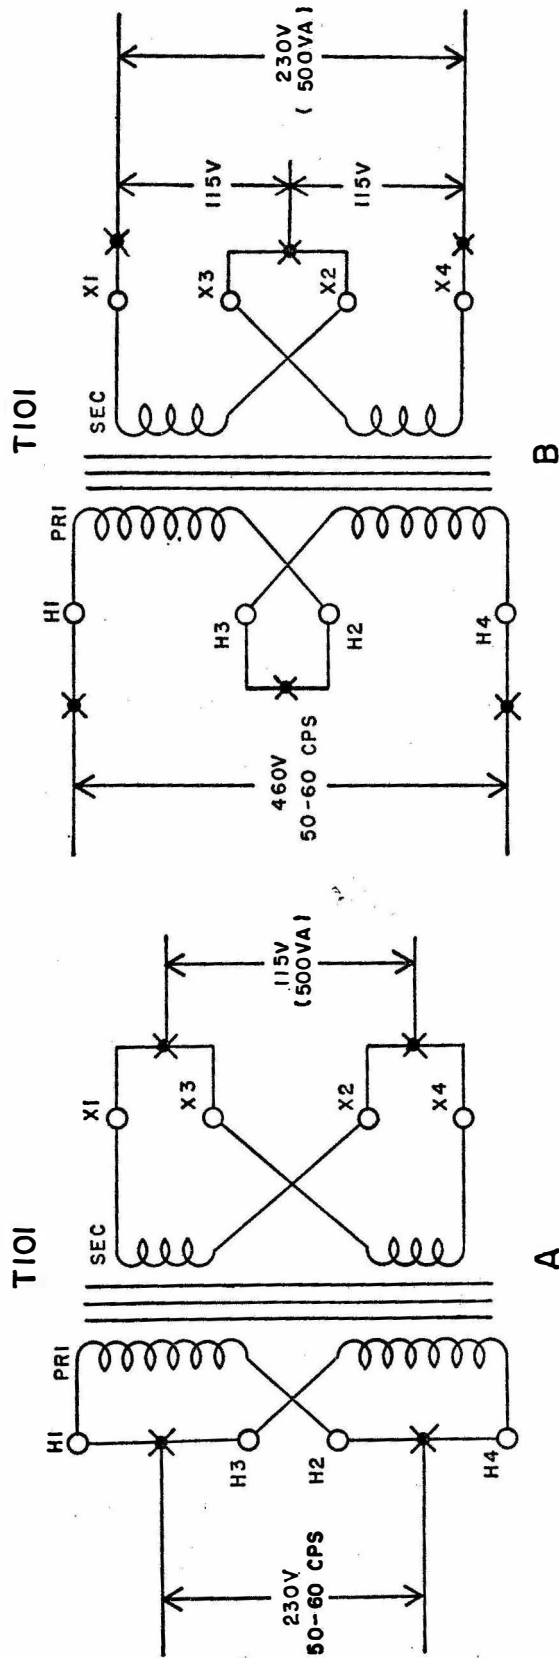 T101
PRI
SEC
H1
H3
H2
H4
X1
X3
X2
X4
230V
50-60 CPS
115V
(500VA)
A
T101
PRI
SEC
H1
H3
H2
H4
X1
X3
X2
X4
460V
50-60 CPS
115V
115V
230V
(500VA)
B